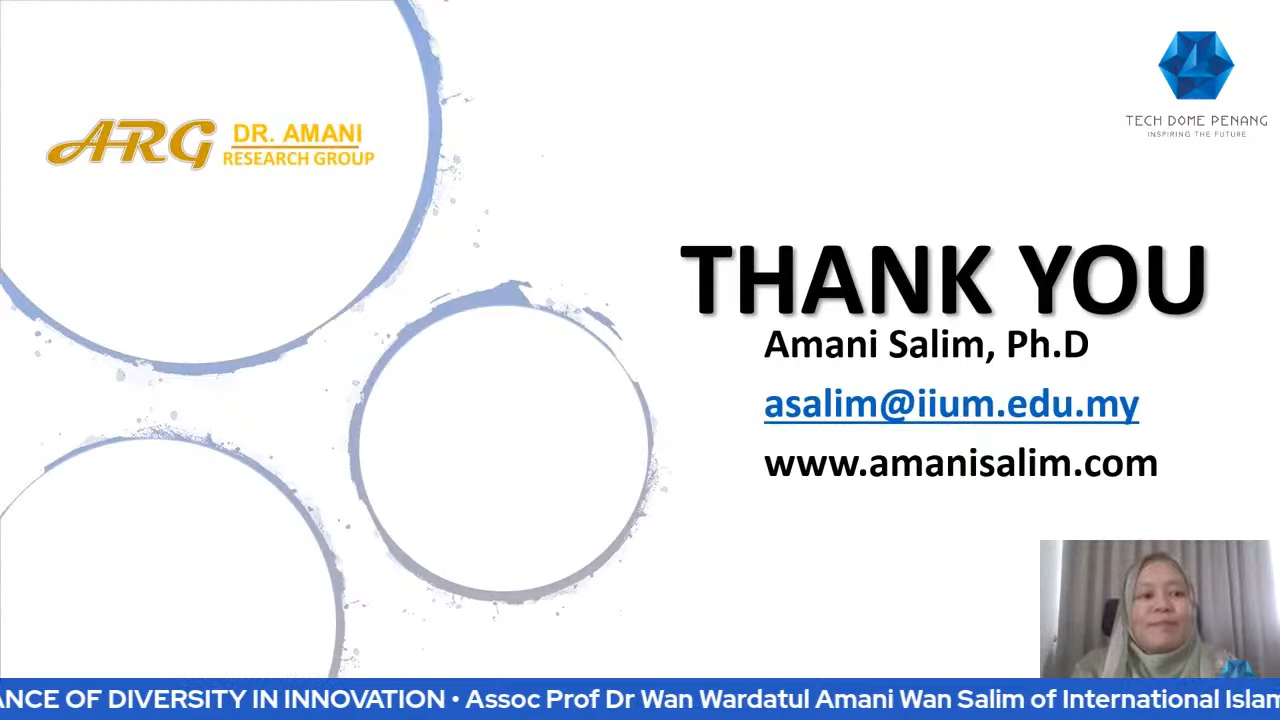 ARG
DR. AMANI
RESEARCH GROUP
TECH DOME PENANG
INSPIRING THE FUTURE
THANK YOU
Amani Salim, Ph.D
asalim@iium.edu.my
www.amanisalim.com
ANCE OF DIVERSITY IN INNOVATION • Assoc Prof Dr Wan Wardatul Amani Wan Salim of International Islam